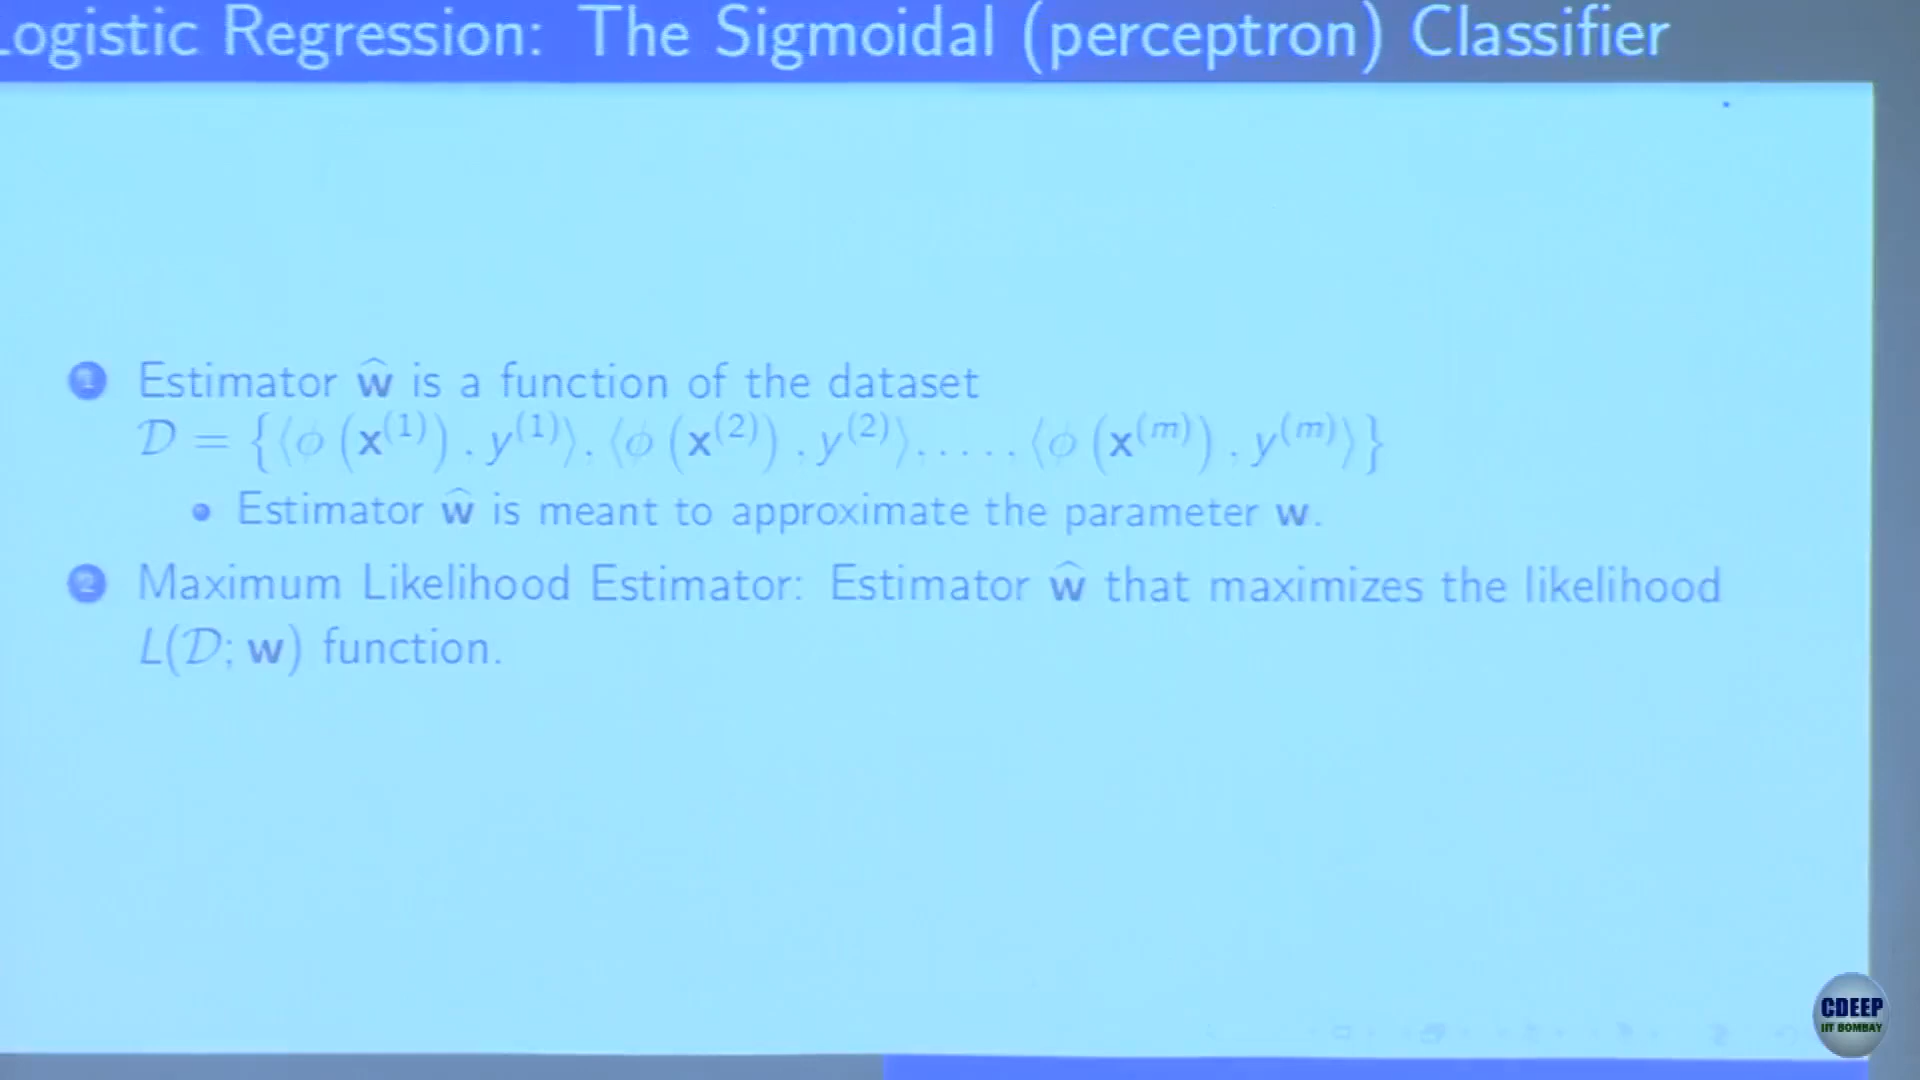 Logistic Regression: The Sigmoidal (perceptron) Classifier
1 Estimator ŵ is a function of the dataset
𝒟 = {⟨ϕ (x⁽¹⁾) , y⁽¹⁾⟩, ⟨ϕ (x⁽²⁾) , y⁽²⁾⟩, . . . , ⟨ϕ (x⁽ᵐ⁾) , y⁽ᵐ⁾⟩}
• Estimator ŵ is meant to approximate the parameter w.
2 Maximum Likelihood Estimator: Estimator ŵ that maximizes the likelihood
L(𝒟; w) function.
CDEEP
IIT BOMBAY